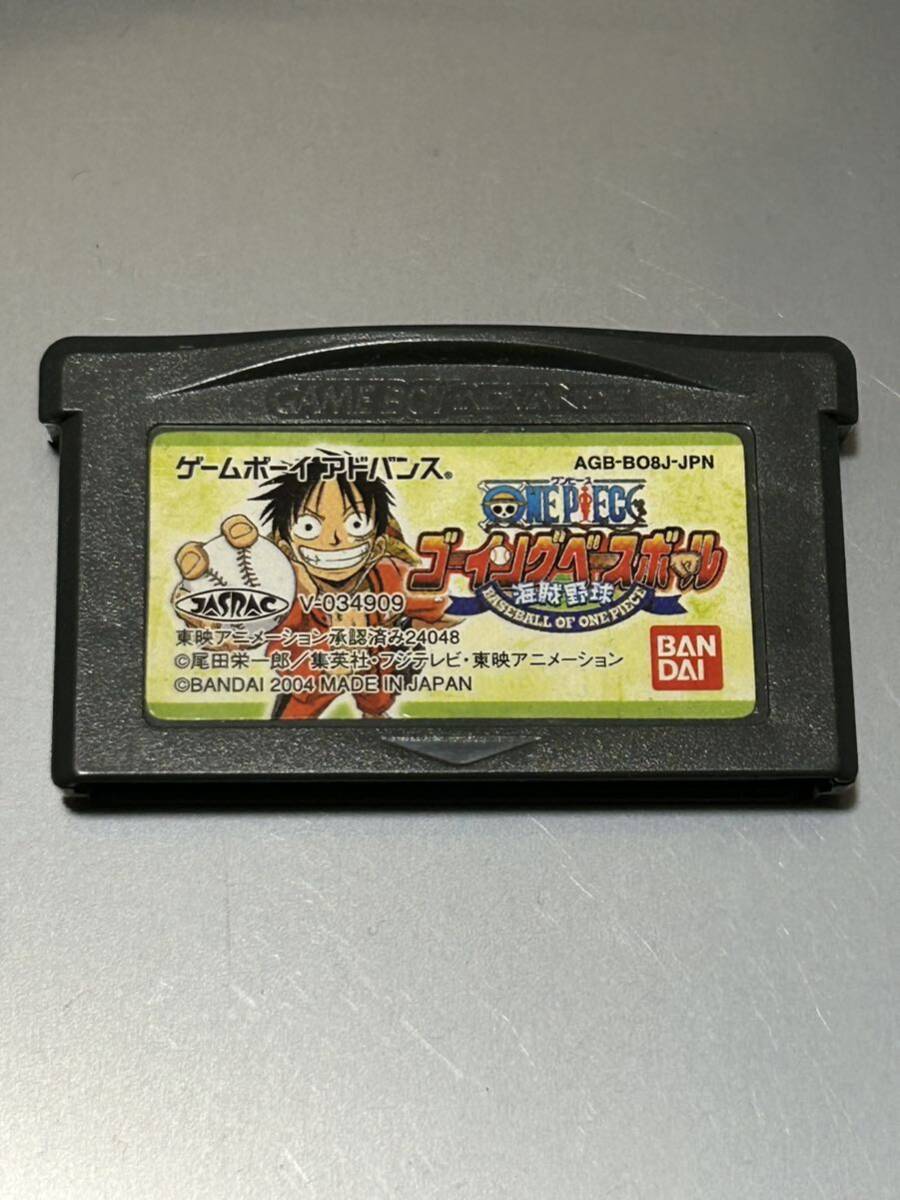 GAME BOY ADVANCE
ゲームボーイアドバンス®
AGB-BO8J-JPN
ワンピース
ONE PIECE
ゴーイングベースボール
海賊野球
BASEBALL OF ONE PIECE
JASRAC
V-034909
東映アニメーション承認済み24048
©尾田栄一郎/集英社・フジテレビ・東映アニメーション
©BANDAI 2004 MADE IN JAPAN
BAN
DAI